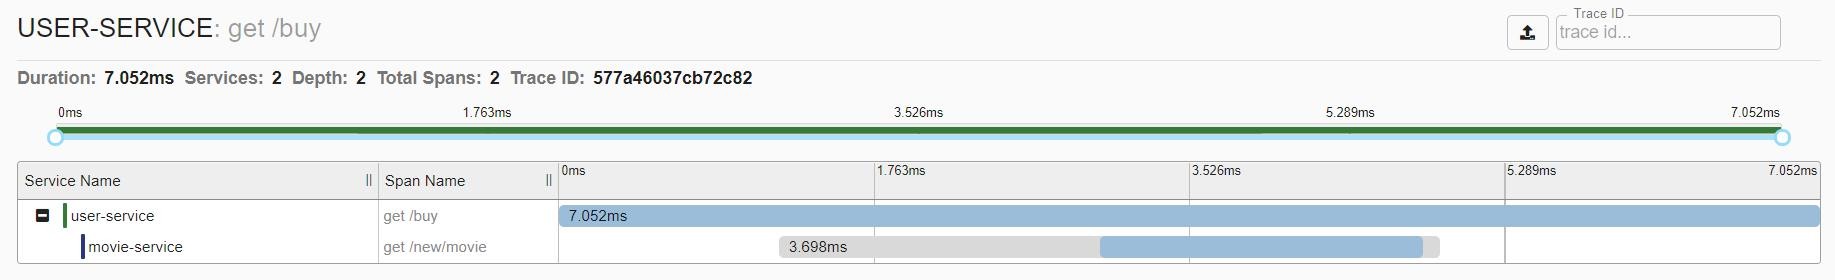 USER-SERVICE: get /buy
Trace ID
trace id...
Duration: 7.052ms Services: 2 Depth: 2 Total Spans: 2 Trace ID: 577a46037cb72c82
0ms 1.763ms 3.526ms 5.289ms 7.052ms
Service Name Span Name 0ms 1.763ms 3.526ms 5.289ms 7.052ms
user-service get /buy 7.052ms
movie-service get /new/movie 3.698ms